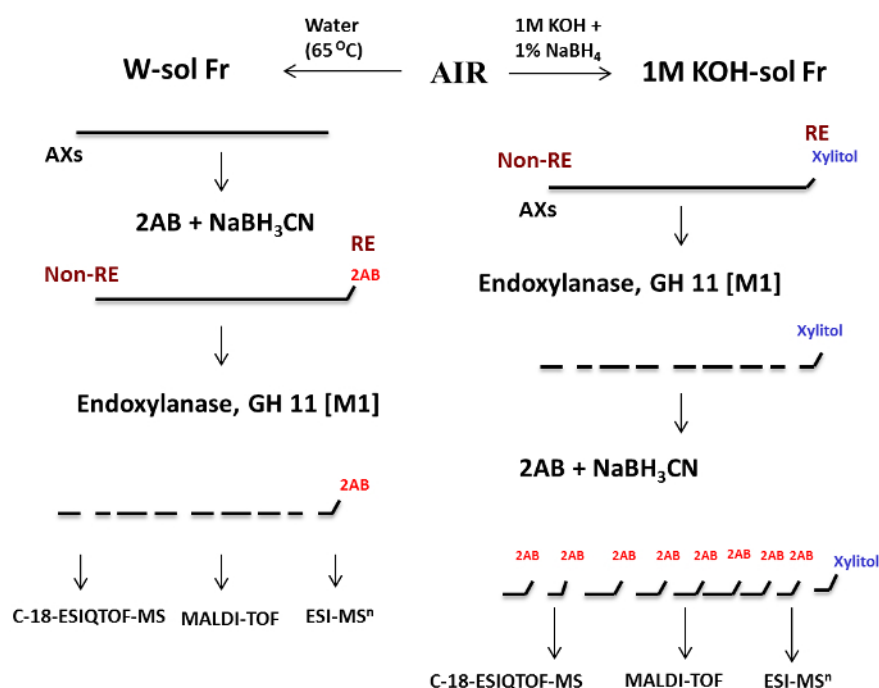 Water
(65 ᴼC)
1M KOH +
1% NaBH₄
W-sol Fr
AIR
1M KOH-sol Fr
AXs
RE
Non-RE
Xylitol
AXs
2AB + NaBH₃CN
RE
Non-RE
2AB
Endoxylanase, GH 11 [M1]
Xylitol
Endoxylanase, GH 11 [M1]
2AB + NaBH₃CN
2AB
2AB 2AB 2AB 2AB 2AB 2AB 2AB 2AB
Xylitol
C-18-ESIQTOF-MS MALDI-TOF ESI-MSⁿ
C-18-ESIQTOF-MS MALDI-TOF ESI-MSⁿ